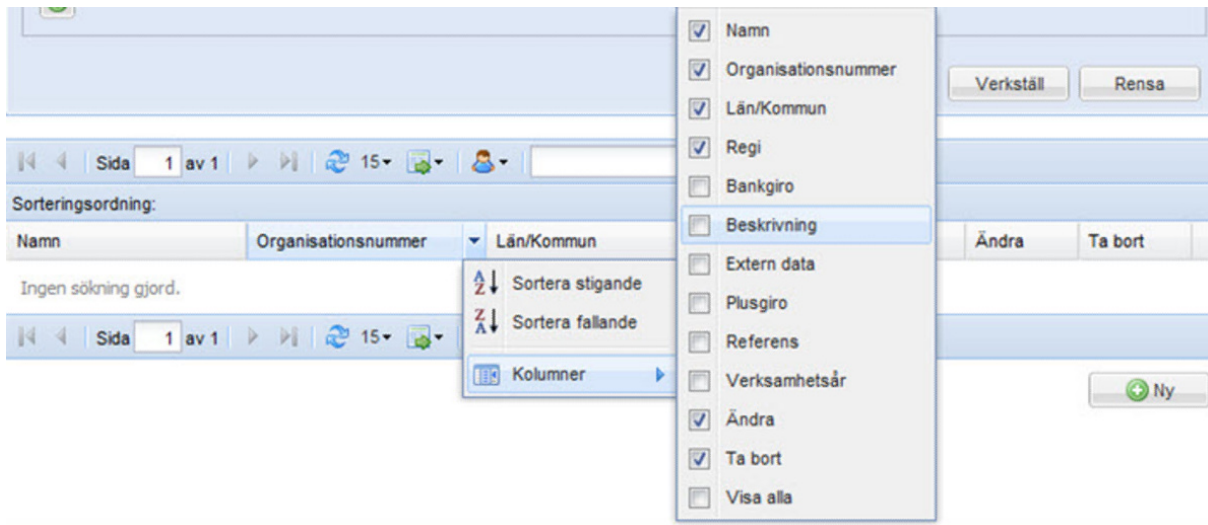 Namn
Organisationsnummer
Län/Kommun
Regi
Bankgiro
Beskrivning
Extern data
Plusgiro
Referens
Verksamhetsår
Ändra
Ta bort
Visa alla
Verkställ Rensa
Sida 1 av 1 15
Sorteringsordning:
Namn Organisationsnummer Län/Kommun Ändra Ta bort
Ingen sökning gjord.
Sortera stigande
Sortera fallande
Kolumner
Sida 1 av 1 15
Ny